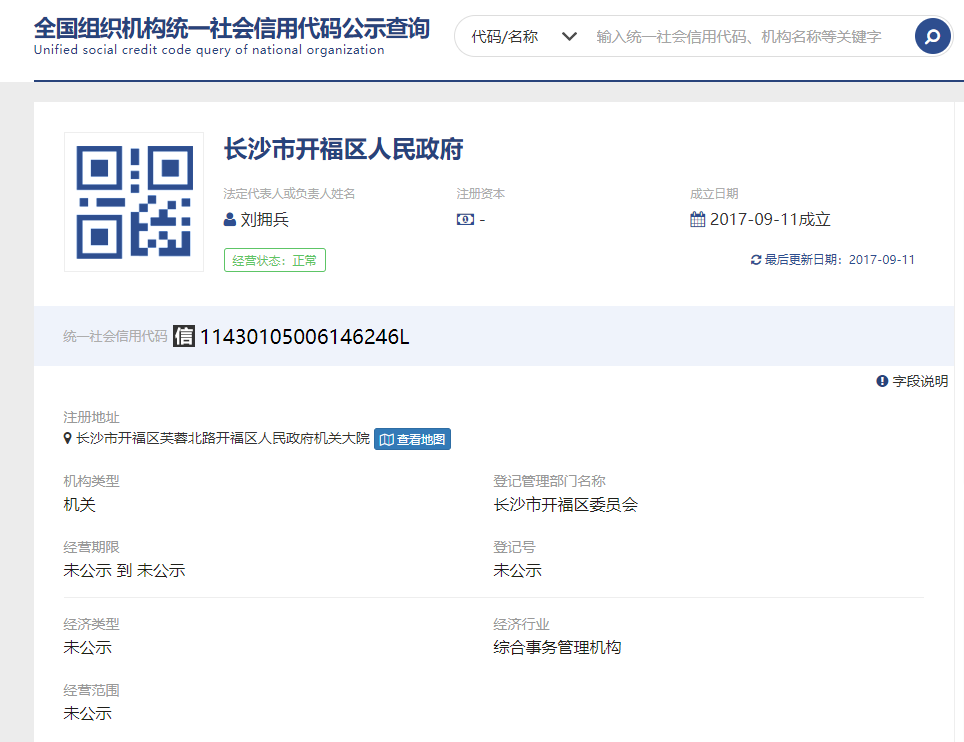 全国组织机构统一社会信用代码公示查询
Unified social credit code query of national organization
代码/名称
输入统一社会信用代码、机构名称等关键字
长沙市开福区人民政府
法定代表人或负责人姓名
注册资本
成立日期
刘拥兵
-
2017-09-11成立
经营状态：正常
最后更新日期：2017-09-11
统一社会信用代码 信 11430105006146246L
字段说明
注册地址
长沙市开福区芙蓉北路开福区人民政府机关大院 查看地图
机构类型
登记管理部门名称
机关
长沙市开福区委员会
经营期限
登记号
未公示 到 未公示
未公示
经济类型
经济行业
未公示
综合事务管理机构
经营范围
未公示